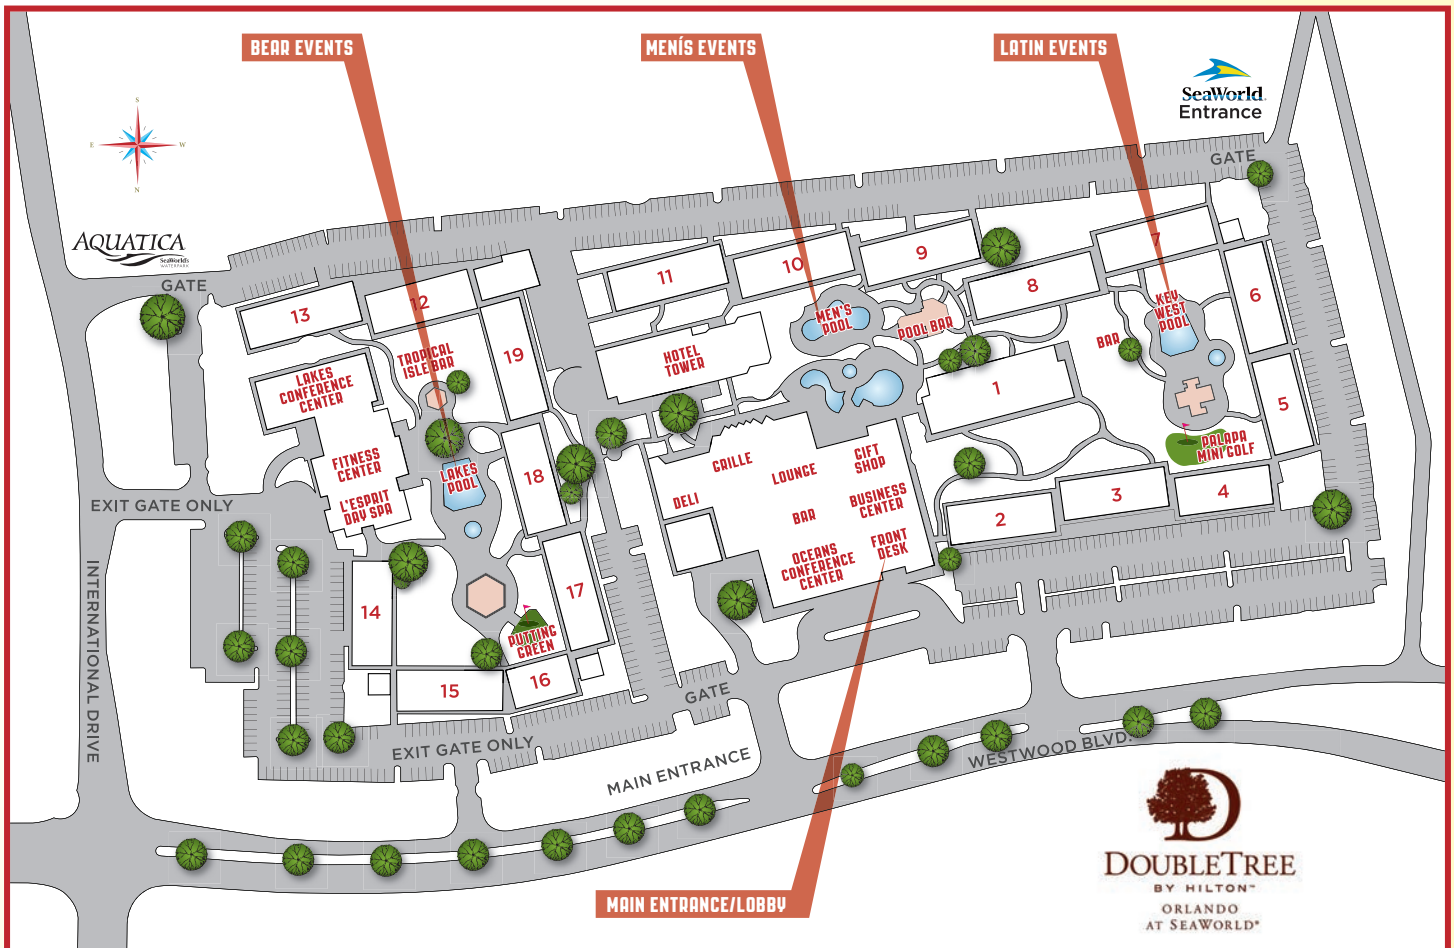 BEAR EVENTS
MENÍS EVENTS
LATIN EVENTS
SeaWorld
Entrance
S
E
W
N
GATE
AQUATICA
SeaWorld's
WATERPARK
GATE
7
9
10
11
8
6
12
13
KEY
WEST
POOL
MEN'S
POOL
POOL BAR
BAR
19
TROPICAL
ISLE BAR
HOTEL
TOWER
LAKES
CONFERENCE
CENTER
1
5
PALAPA
MINI GOLF
FITNESS
CENTER
LAKES
POOL
18
GRILLE
LOUNGE
GIFT
SHOP
L'ESPRIT
DAY SPA
DELI
BAR
BUSINESS
CENTER
2
3
4
EXIT GATE ONLY
OCEANS
CONFERENCE
CENTER
FRONT
DESK
INTERNATIONAL DRIVE
14
17
PUTTING
GREEN
15
16
GATE
EXIT GATE ONLY
MAIN ENTRANCE
WESTWOOD BLVD.
MAIN ENTRANCE/LOBBY
D
DOUBLETREE
BY HILTON™
ORLANDO
AT SEAWORLD®